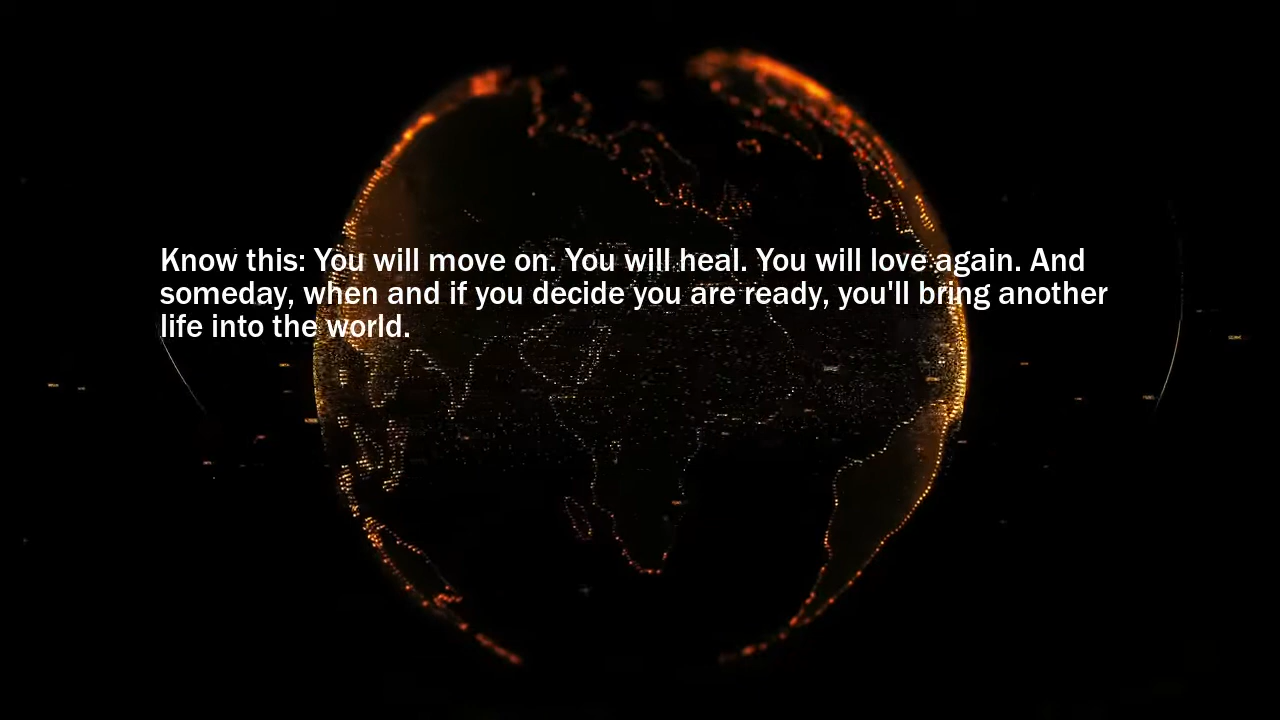 Know this: You will move on. You will heal. You will love again. And
someday, when and if you decide you are ready, you'll bring another
life into the world.